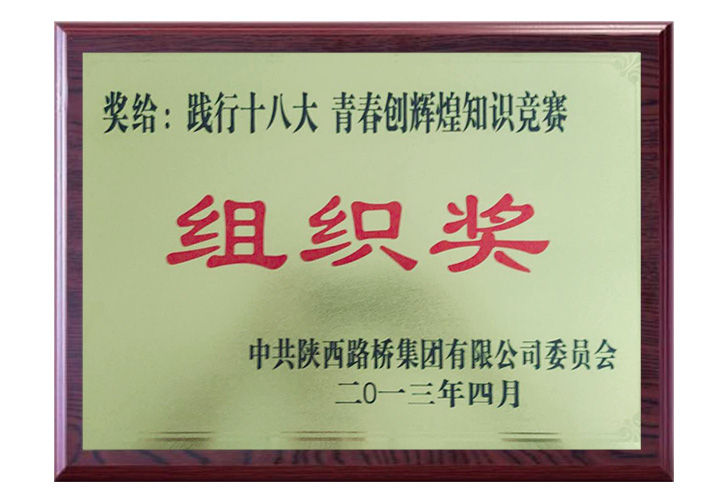 奖给：践行十八大 青春创辉煌知识竞赛
组织奖
中共陕西路桥集团有限公司委员会
二0一三年四月